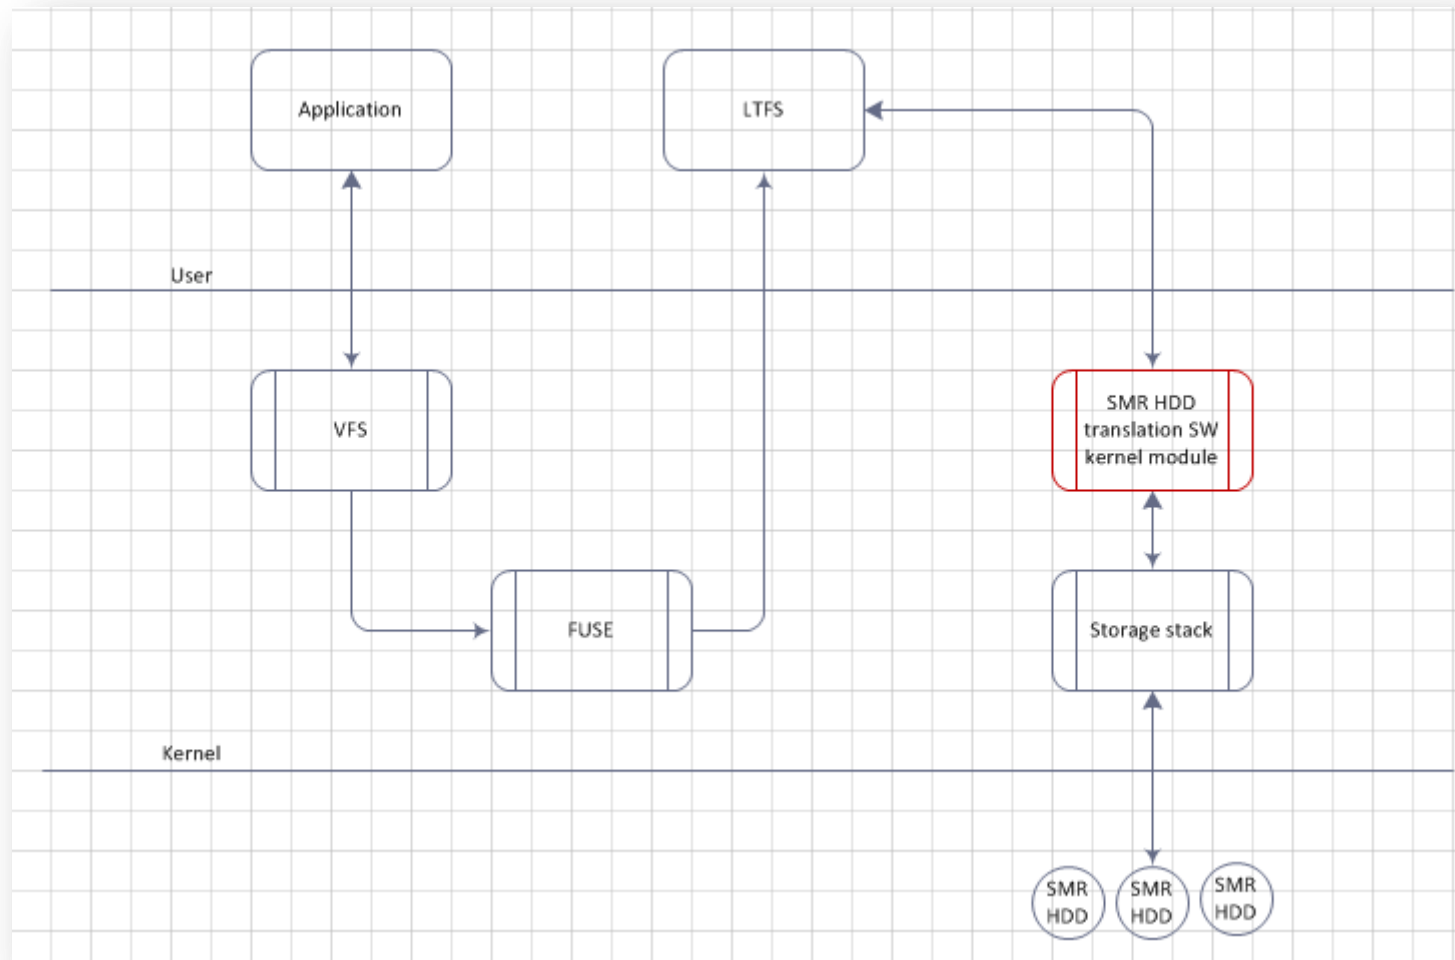 Application
LTFS
User
VFS
SMR HDD
translation SW
kernel module
FUSE
Storage stack
Kernel
SMR
HDD
SMR
HDD
SMR
HDD